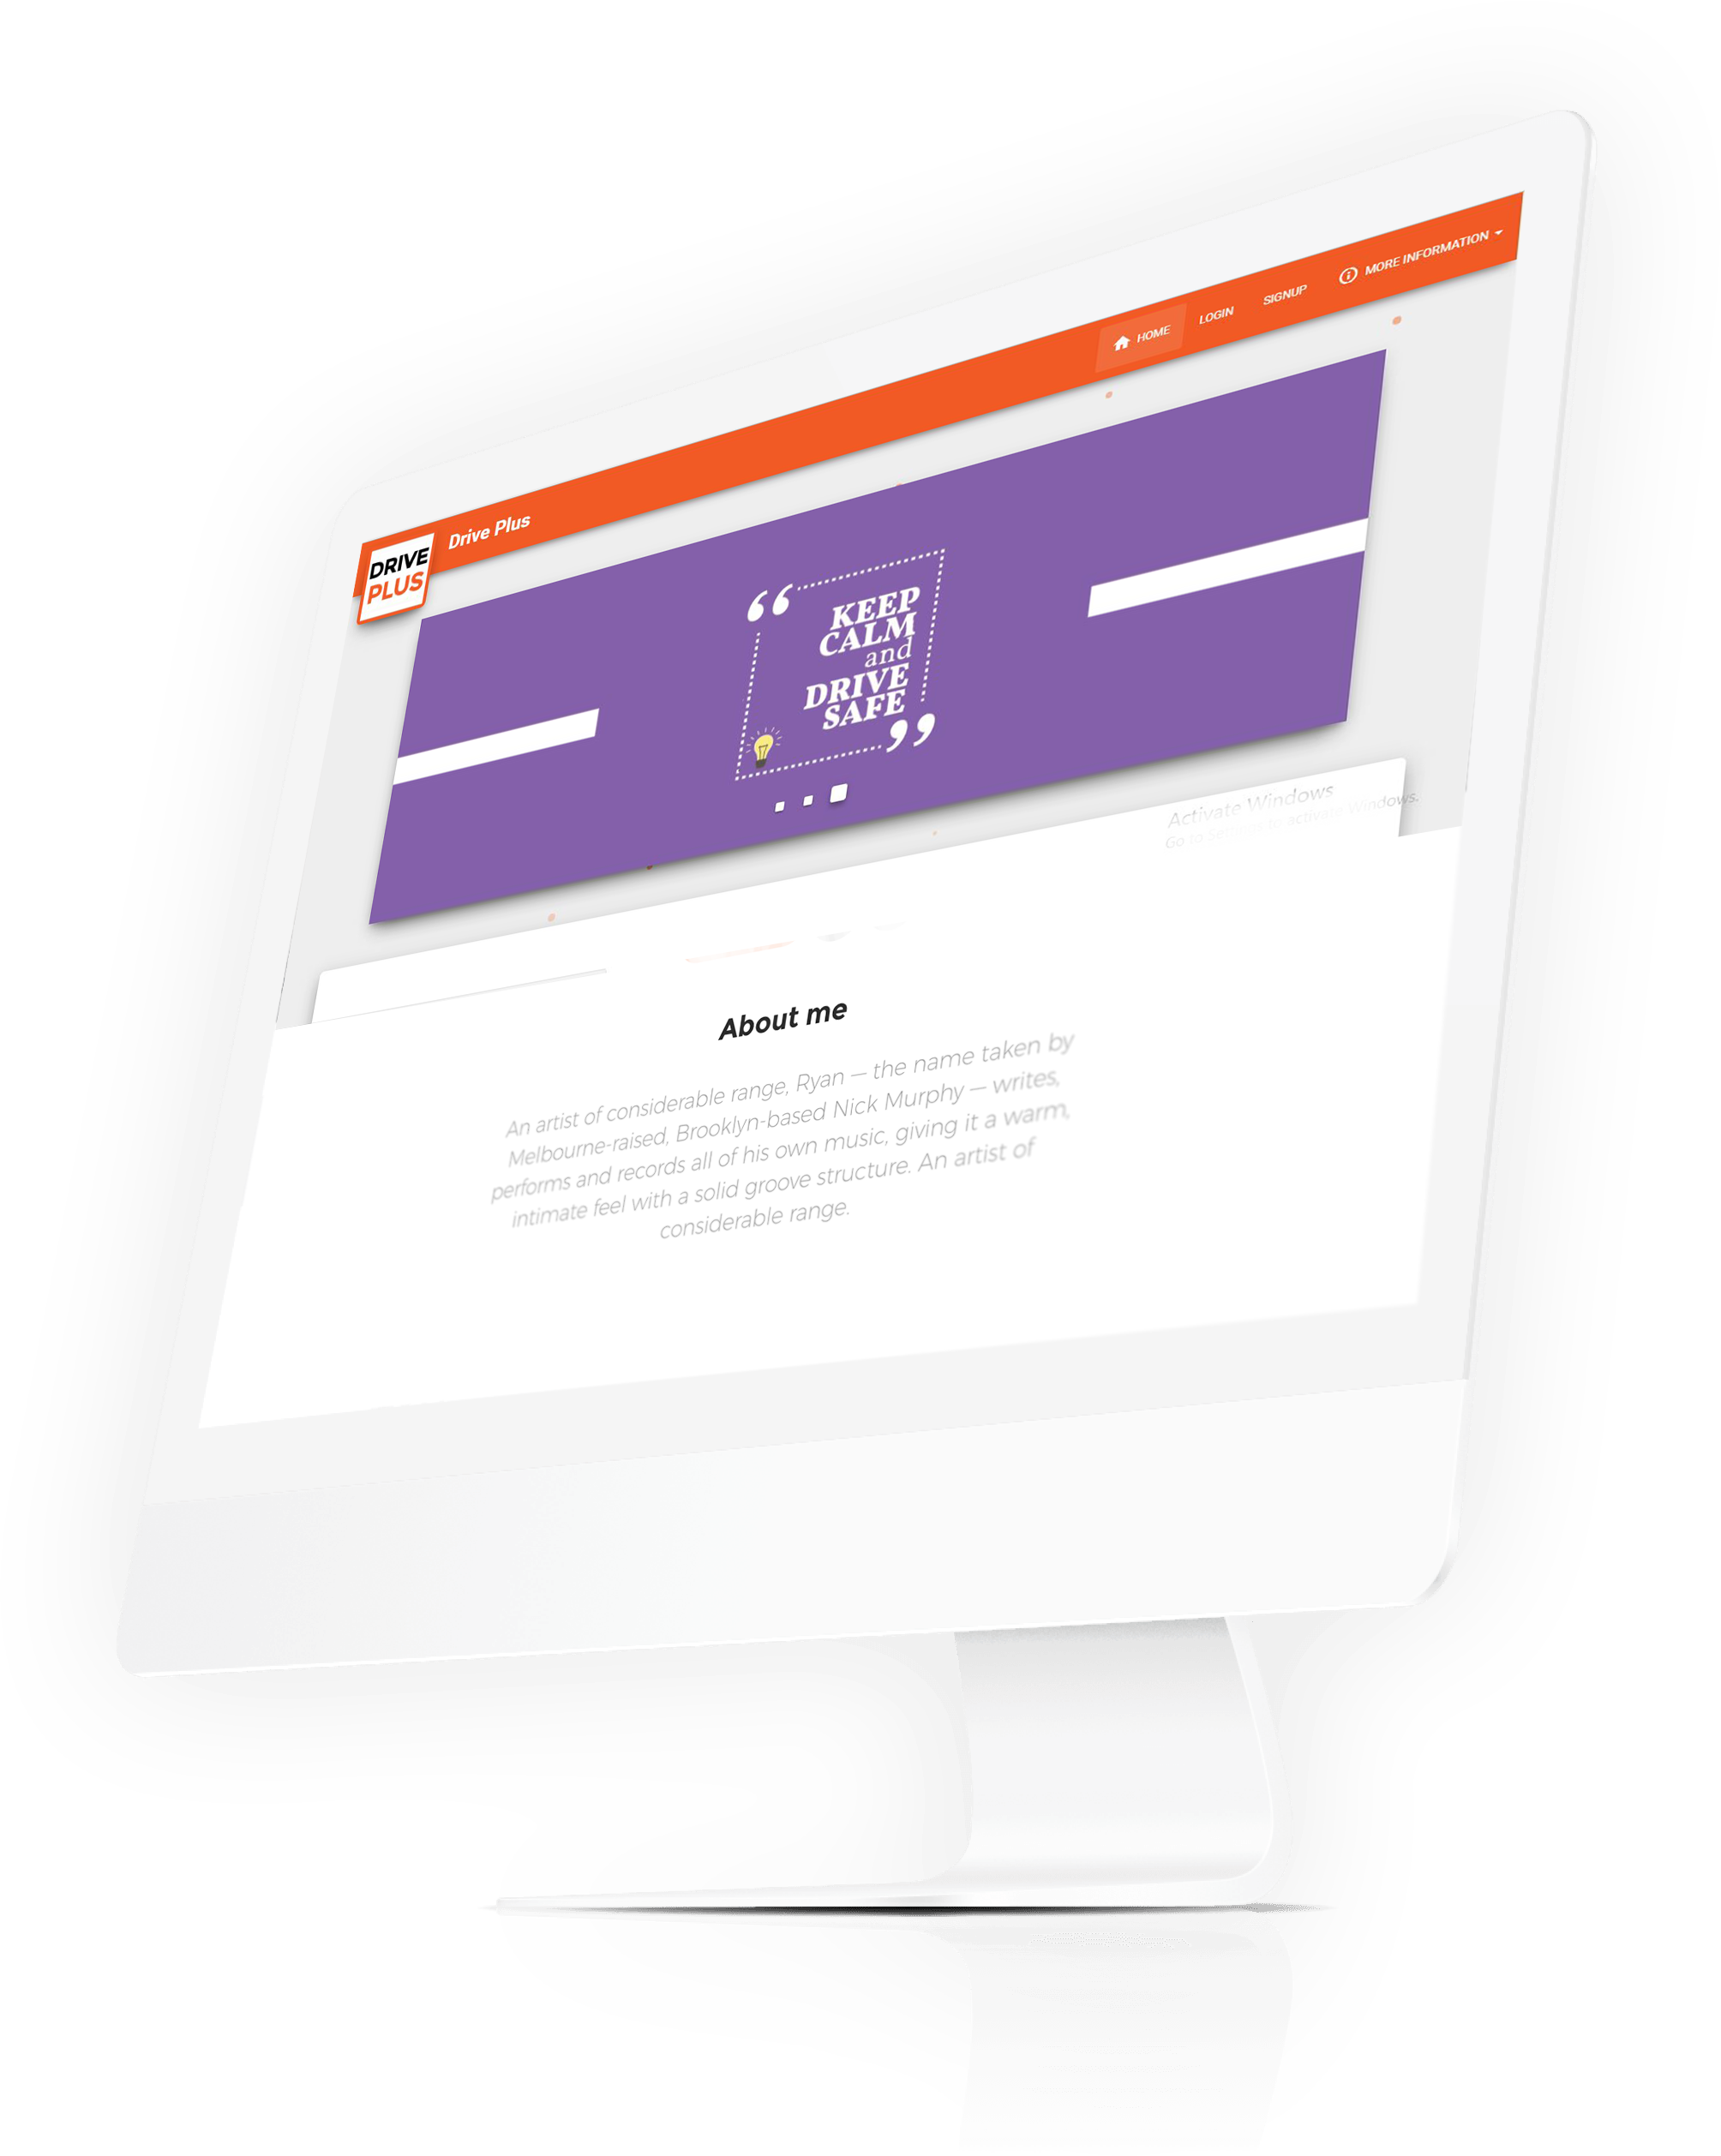 DRIVE
PLUS
Drive Plus
HOME
LOGIN
SIGNUP
MORE INFORMATION
“
KEEP
CALM
and
DRIVE
SAFE
”
Activate Windows
Go to Settings to activate Windows.
About me
An artist of considerable range, Ryan — the name taken by
Melbourne-raised, Brooklyn-based Nick Murphy — writes,
performs and records all of his own music, giving it a warm,
intimate feel with a solid groove structure. An artist of
considerable range.